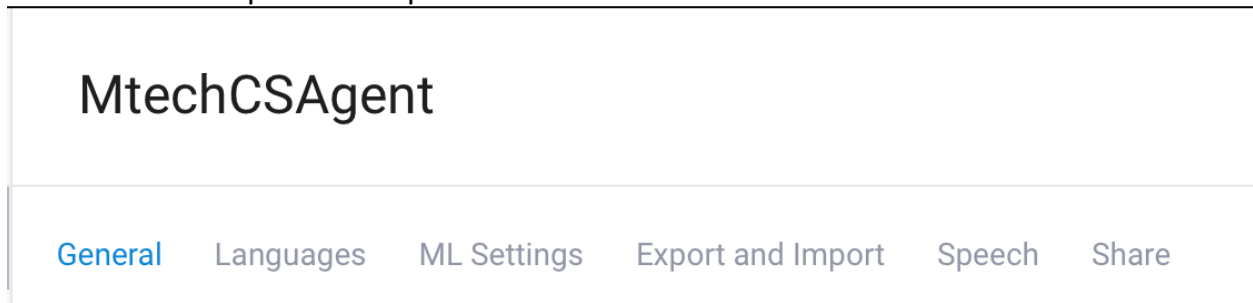 MtechCSAgent
General Languages ML Settings Export and Import Speech Share